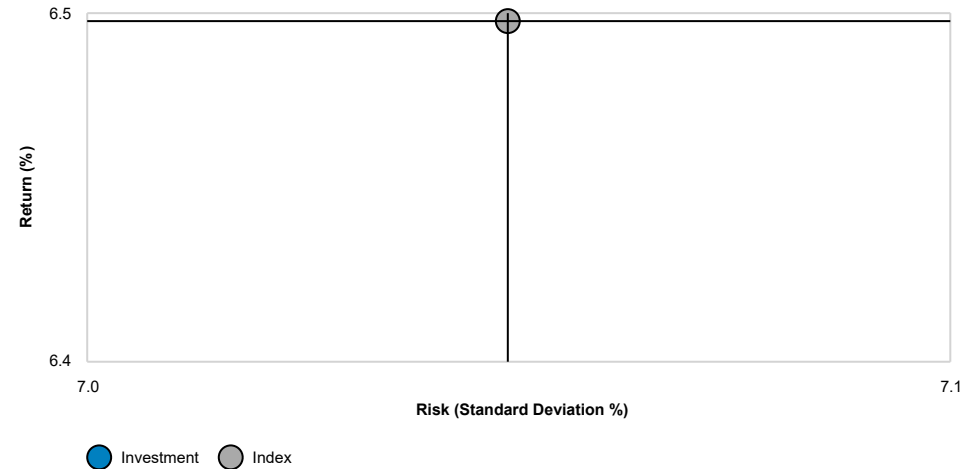 6.5
Return (%)
6.4
7.0 7.1
Risk (Standard Deviation %)
Investment Index